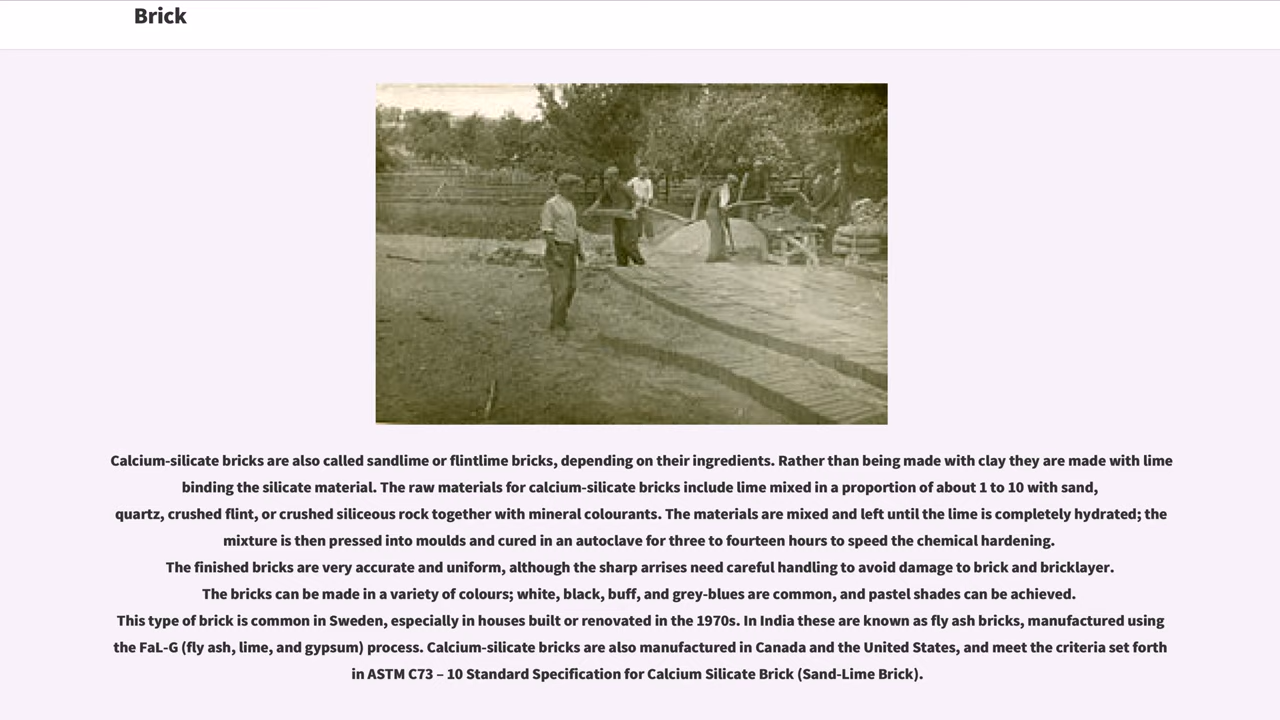 Brick
Calcium-silicate bricks are also called sandlime or flintlime bricks, depending on their ingredients. Rather than being made with clay they are made with lime
binding the silicate material. The raw materials for calcium-silicate bricks include lime mixed in a proportion of about 1 to 10 with sand,
quartz, crushed flint, or crushed siliceous rock together with mineral colourants. The materials are mixed and left until the lime is completely hydrated; the
mixture is then pressed into moulds and cured in an autoclave for three to fourteen hours to speed the chemical hardening.
The finished bricks are very accurate and uniform, although the sharp arrises need careful handling to avoid damage to brick and bricklayer.
The bricks can be made in a variety of colours; white, black, buff, and grey-blues are common, and pastel shades can be achieved.
This type of brick is common in Sweden, especially in houses built or renovated in the 1970s. In India these are known as fly ash bricks, manufactured using
the FaL-G (fly ash, lime, and gypsum) process. Calcium-silicate bricks are also manufactured in Canada and the United States, and meet the criteria set forth
in ASTM C73 – 10 Standard Specification for Calcium Silicate Brick (Sand-Lime Brick).